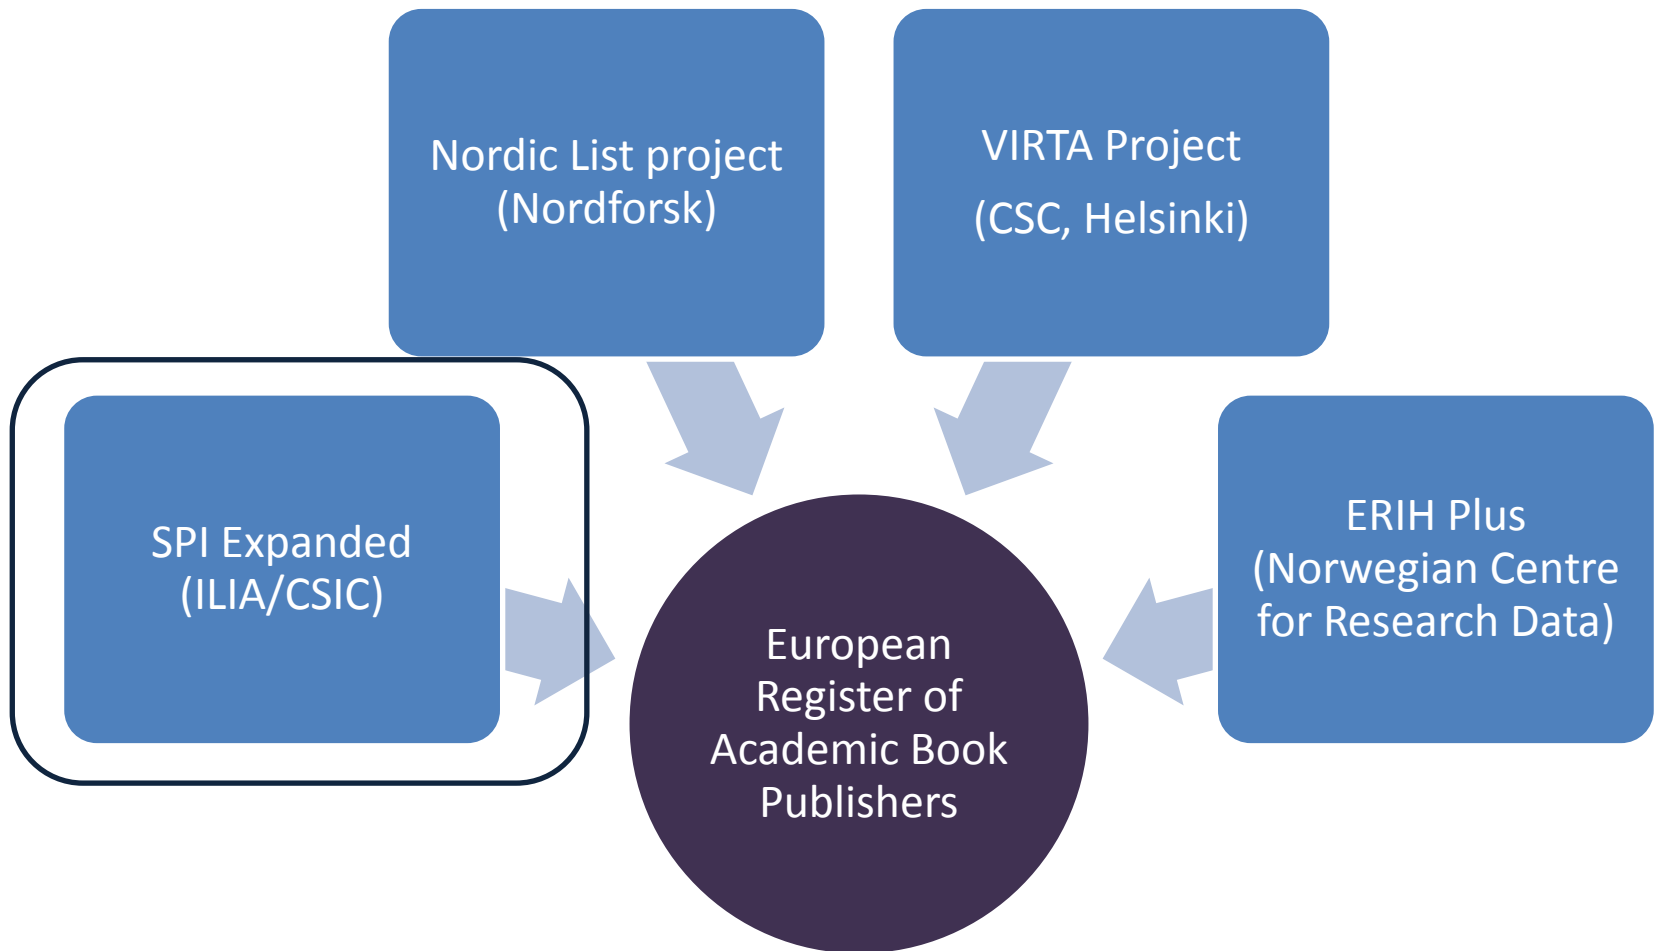 Nordic List project
(Nordforsk)
VIRTA Project
(CSC, Helsinki)
SPI Expanded
(ILIA/CSIC)
ERIH Plus
(Norwegian Centre
for Research Data)
European
Register of
Academic Book
Publishers